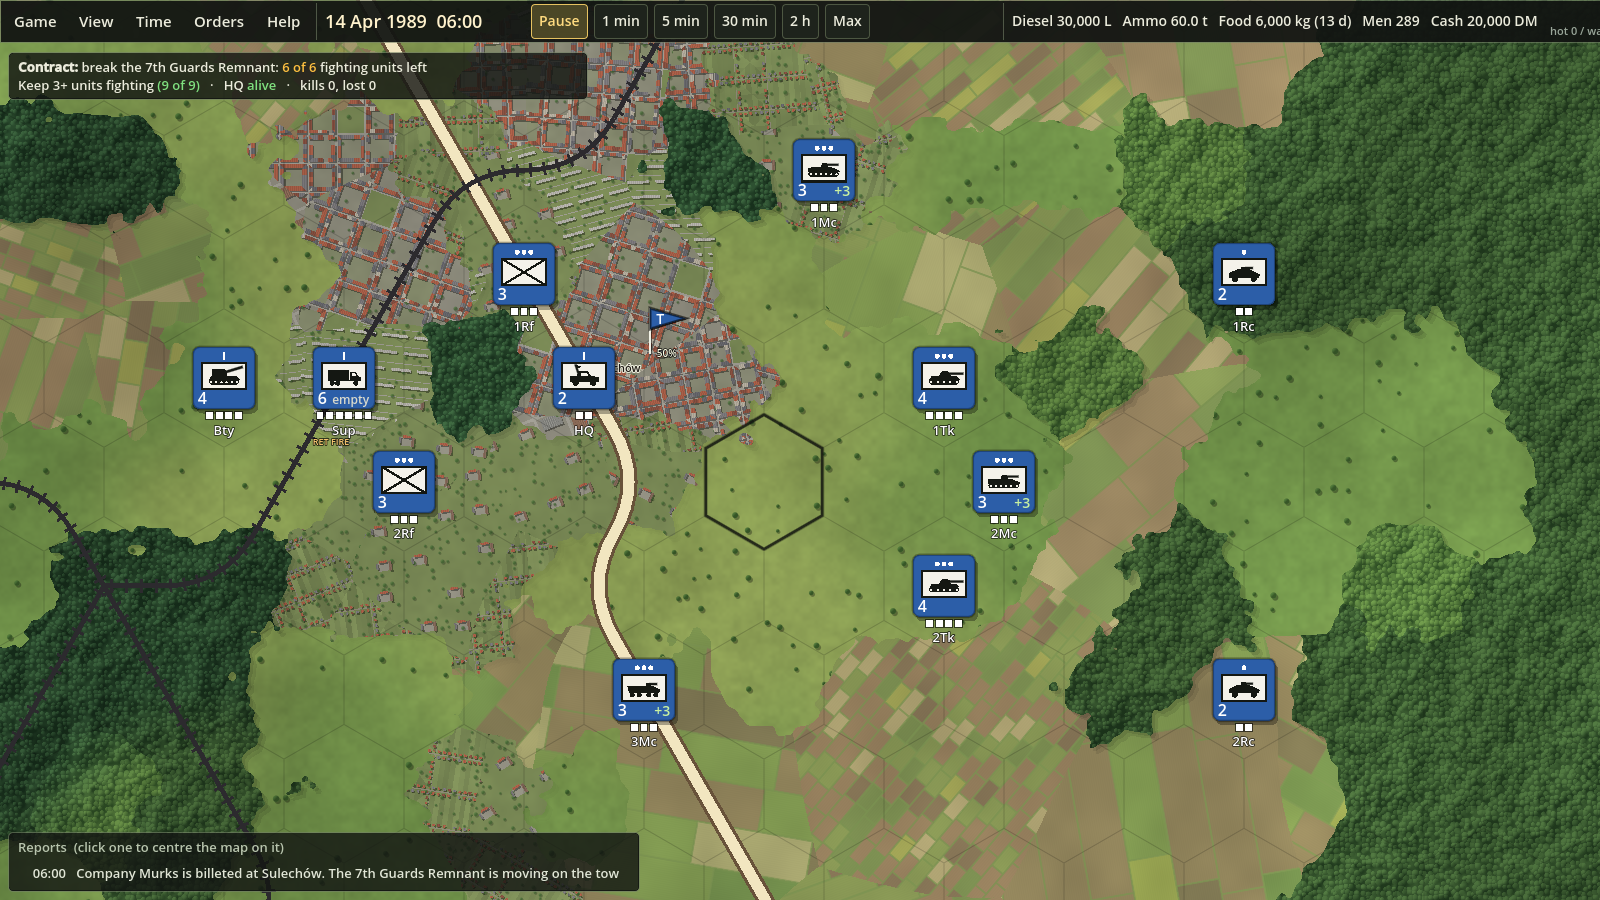 Game View Time Orders Help 14 Apr 1989 06:00 Pause 1 min 5 min 30 min 2 h Max Diesel 30,000 L Ammo 60.0 t Food 6,000 kg (13 d) Men 289 Cash 20,000 DM
hot 0 /
Contract: break the 7th Guards Remnant: 6 of 6 fighting units left
Keep 3+ units fighting (9 of 9) · HQ alive · kills 0, lost 0
3 +3
1Mc
3
1Rf
2
1Rc
T
50%
4
Bty
6 empty
Sup
RET FIRE
2
HQ
4
1Tk
3
2Rf
3 +3
2Mc
4
2Tk
3 +3
3Mc
2
2Rc
Reports (click one to centre the map on it)
06:00 Company Murks is billeted at Sulechów. The 7th Guards Remnant is moving on the tow